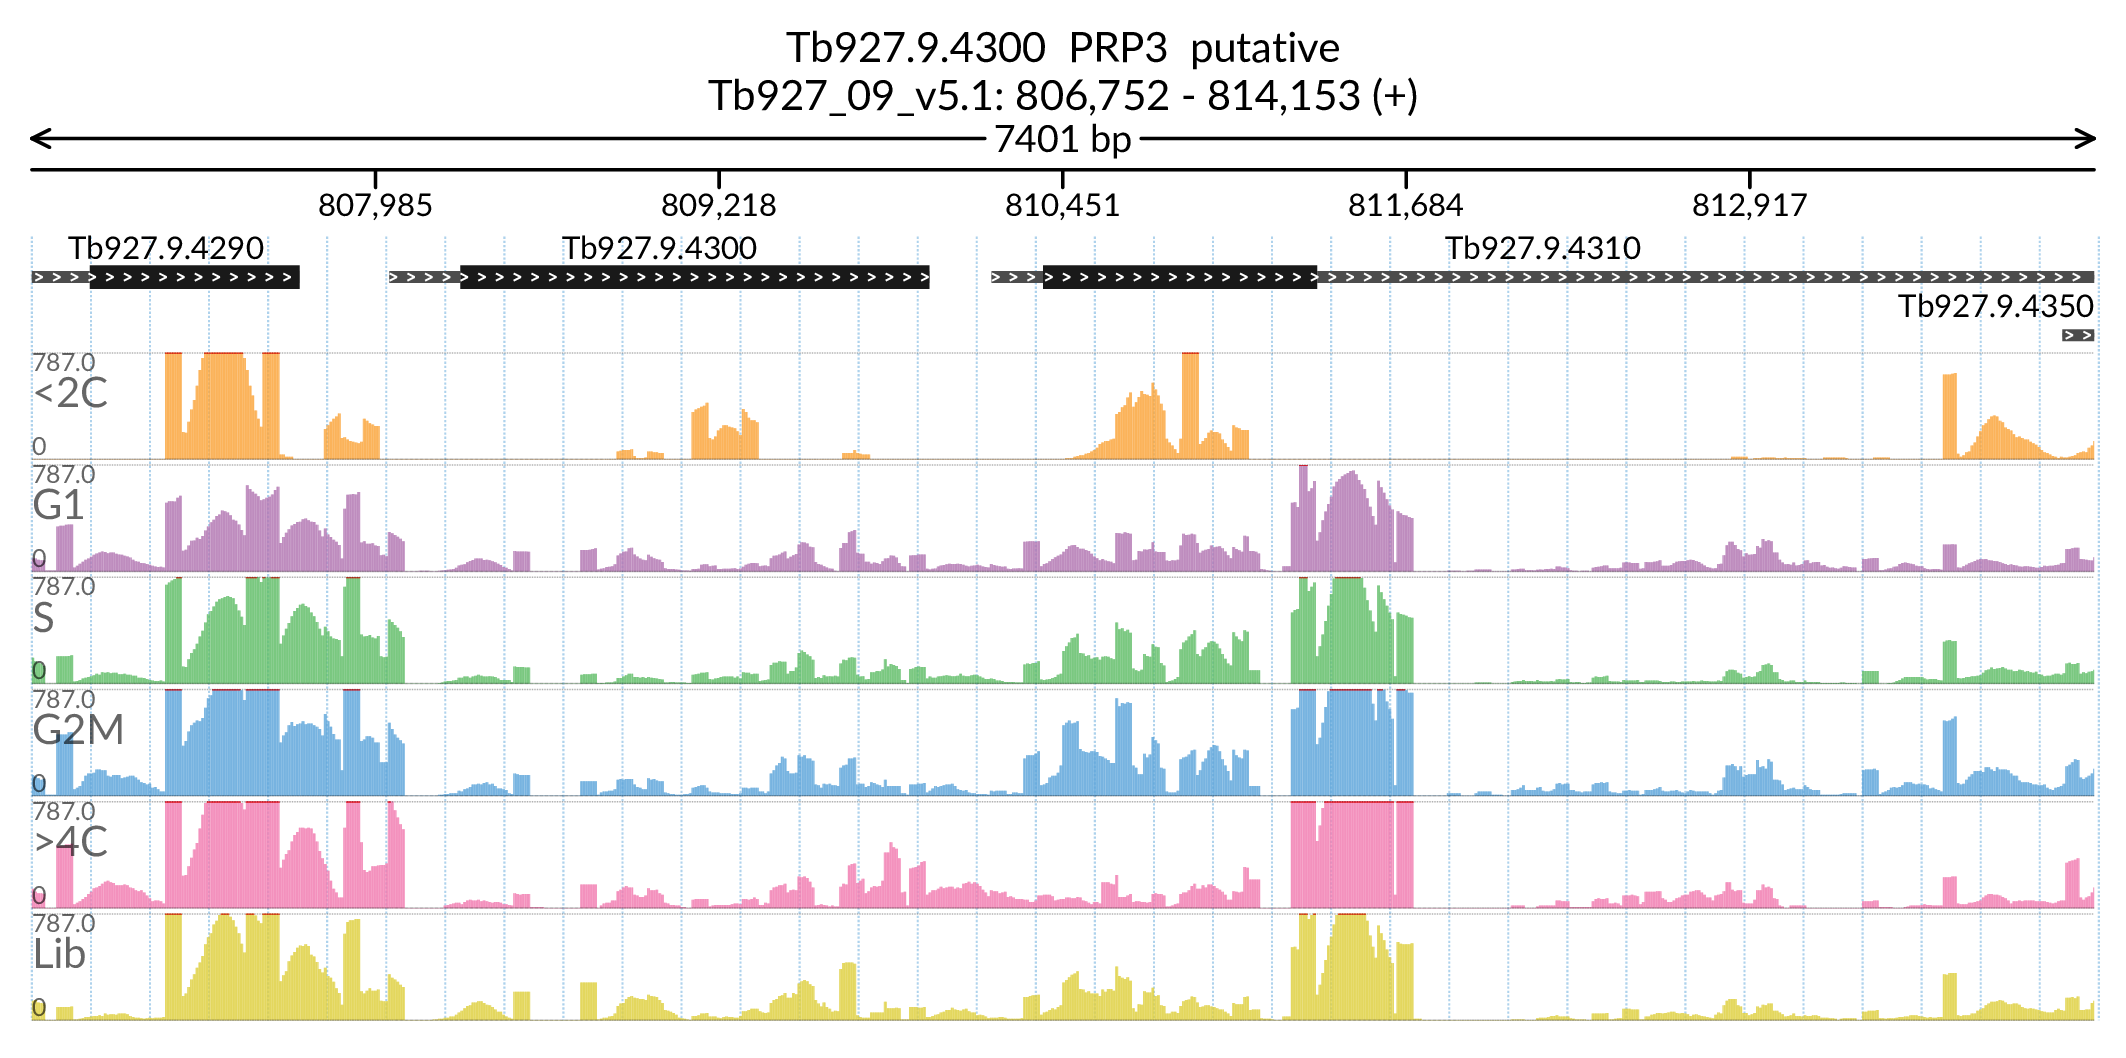 Tb927.9.4300 PRP3 putative
Tb927_09_v5.1: 806,752 - 814,153 (+)
7401 bp
807,985 809,218 810,451 811,684 812,917
Tb927.9.4290 Tb927.9.4300 Tb927.9.4310
Tb927.9.4350
787.0
<2C
0
787.0
G1
0
787.0
S
0
787.0
G2M
0
787.0
>4C
0
787.0
Lib
0